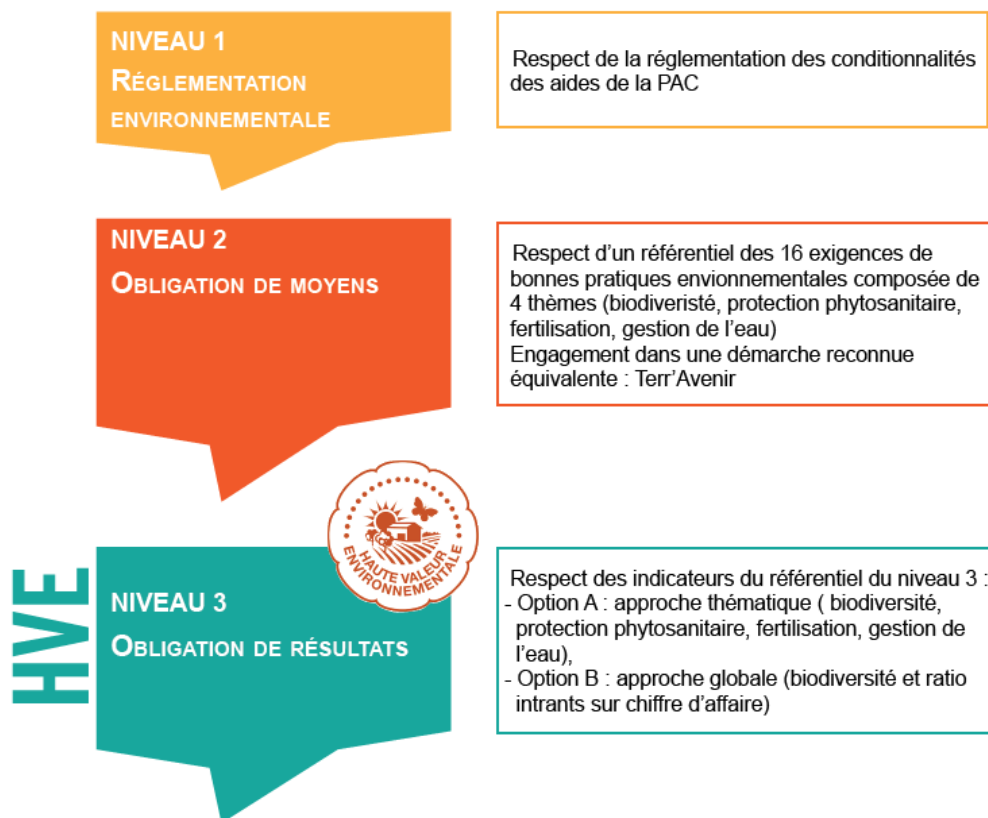 NIVEAU 1
RÉGLEMENTATION
ENVIRONNEMENTALE
Respect de la réglementation des conditionnalités
des aides de la PAC
NIVEAU 2
OBLIGATION DE MOYENS
Respect d'un référentiel des 16 exigences de
bonnes pratiques envionnementales composée de
4 thèmes (biodiveristé, protection phytosanitaire,
fertilisation, gestion de l'eau)
Engagement dans une démarche reconnue
équivalente : Terr'Avenir
HAUTE VALEUR
ENVIRONNEMENTALE
HVE
NIVEAU 3
OBLIGATION DE RÉSULTATS
Respect des indicateurs du référentiel du niveau 3 :
- Option A : approche thématique ( biodiversité,
protection phytosanitaire, fertilisation, gestion de
l'eau),
- Option B : approche globale (biodiversité et ratio
intrants sur chiffre d'affaire)